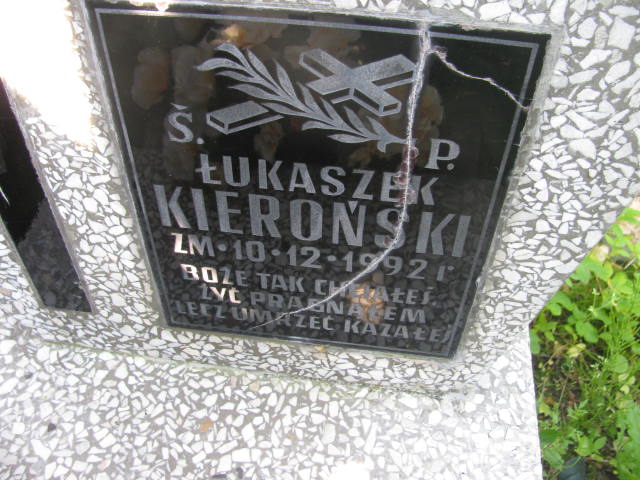 Ś. P.
ŁUKASZEK
KIEROŃSKI
ZM·10·12·1992 r.
BOŻE TAK CHCIAŁEŚ
ŻYĆ PRAGNĄŁEM
LECZ UMRZEĆ KAZAŁEŚ